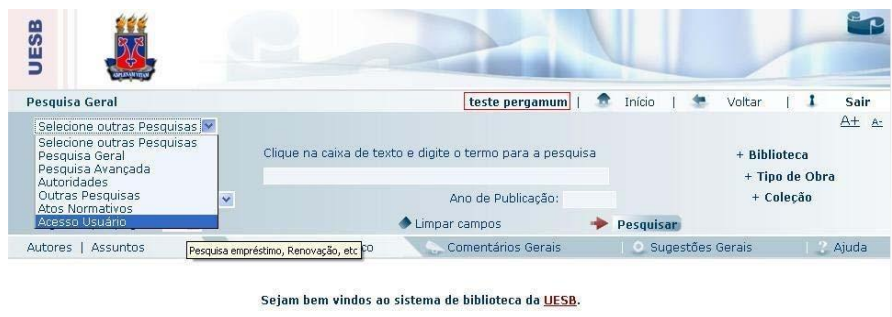 UESB
Pesquisa Geral
teste pergamum | Início | Voltar | Sair
A+ A-
Selecione outras Pesquisas
Selecione outras Pesquisas
Pesquisa Geral
Pesquisa Avançada
Autoridades
Outras Pesquisas
Atos Normativos
Acesso Usuário
Clique na caixa de texto e digite o termo para a pesquisa
+ Biblioteca
+ Tipo de Obra
+ Coleção
Ano de Publicação:
Limpar campos
Pesquisar
Autores | Assuntos
Pesquisa empréstimo, Renovação, etc
Comentários Gerais
Sugestões Gerais
Ajuda
Sejam bem vindos ao sistema de biblioteca da UESB.